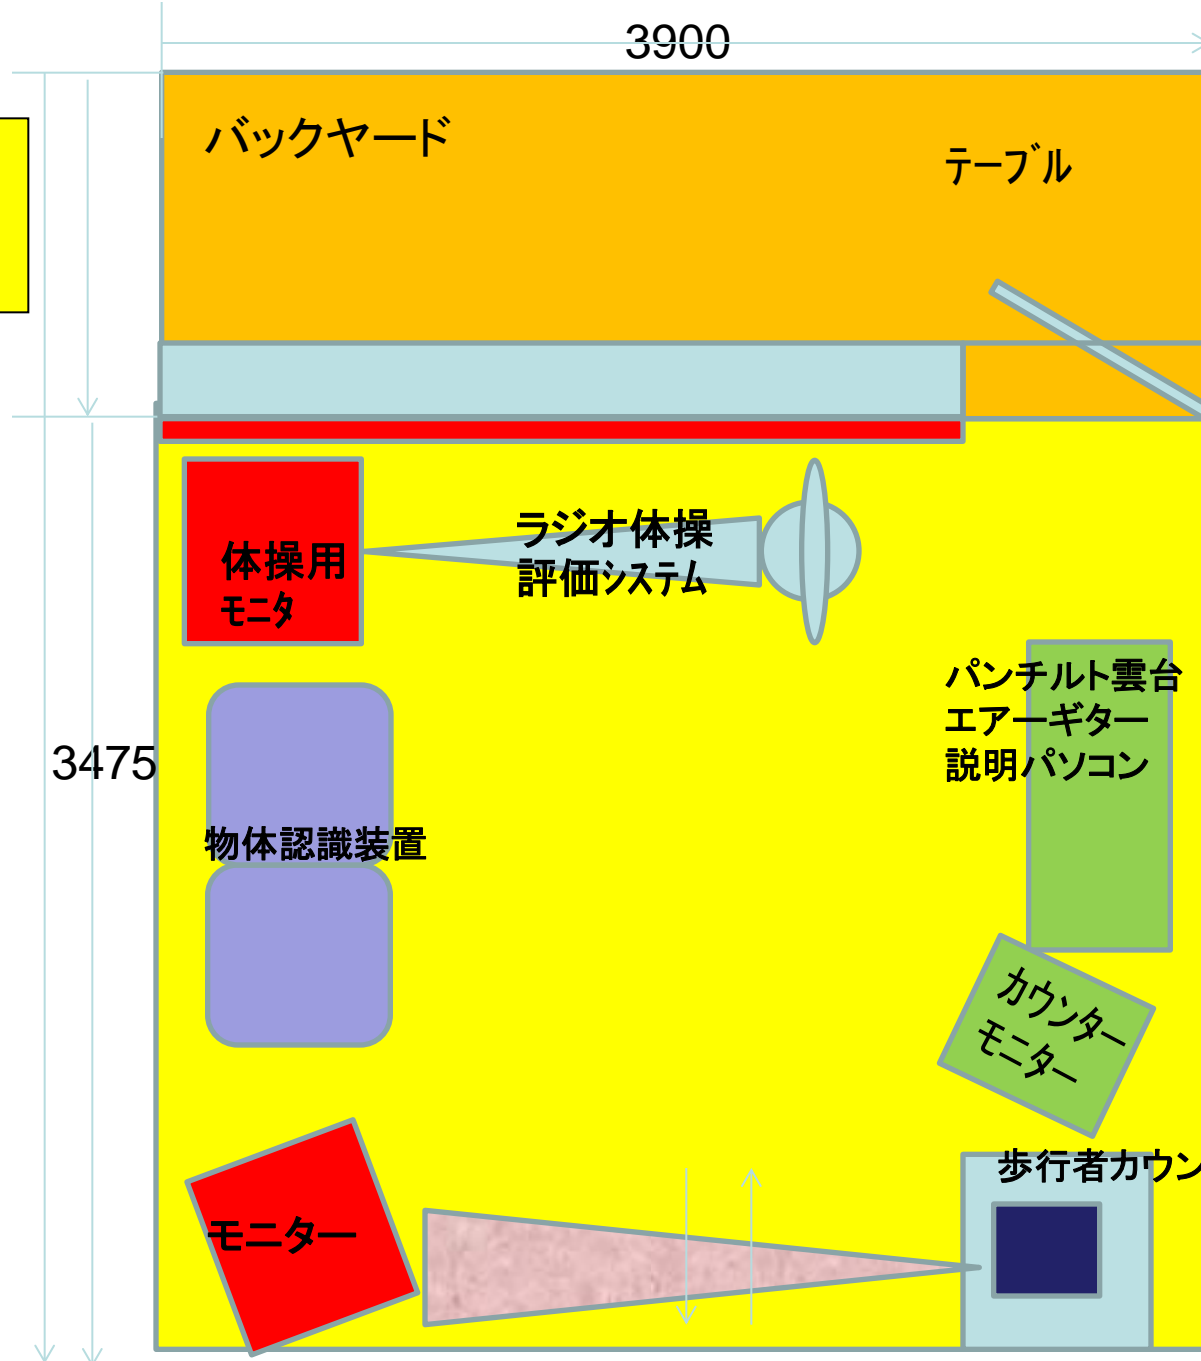 3900
バックヤード
テーブル
ラジオ体操
評価システム
体操用
モニタ
パンチルト雲台
エアーギター
説明パソコン
3475
物体認識装置
カウンター
モニター
歩行者カウン
モニター